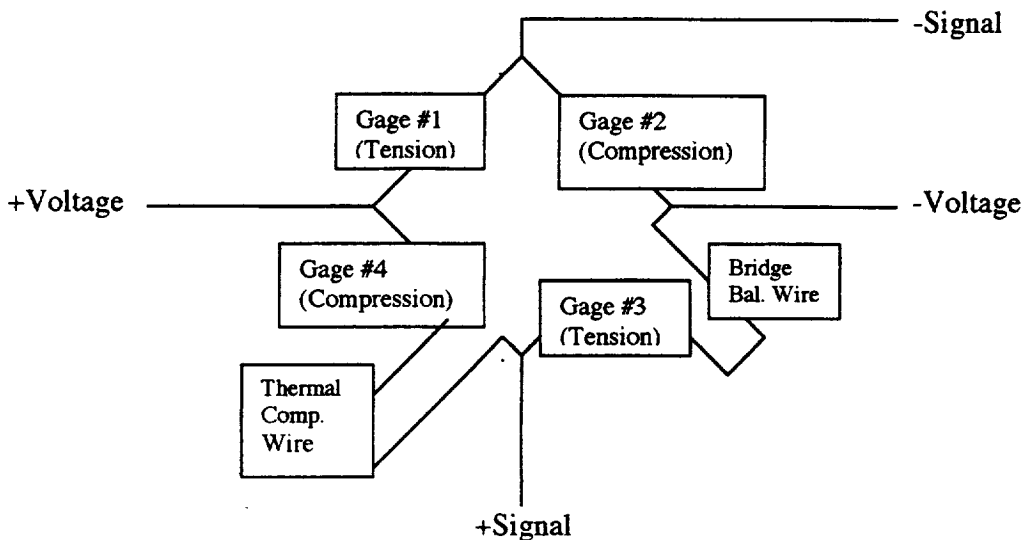 -Signal
Gage #1
(Tension)
Gage #2
(Compression)
+Voltage
-Voltage
Gage #4
(Compression)
Bridge
Bal. Wire
Gage #3
(Tension)
Thermal
Comp.
Wire
+Signal